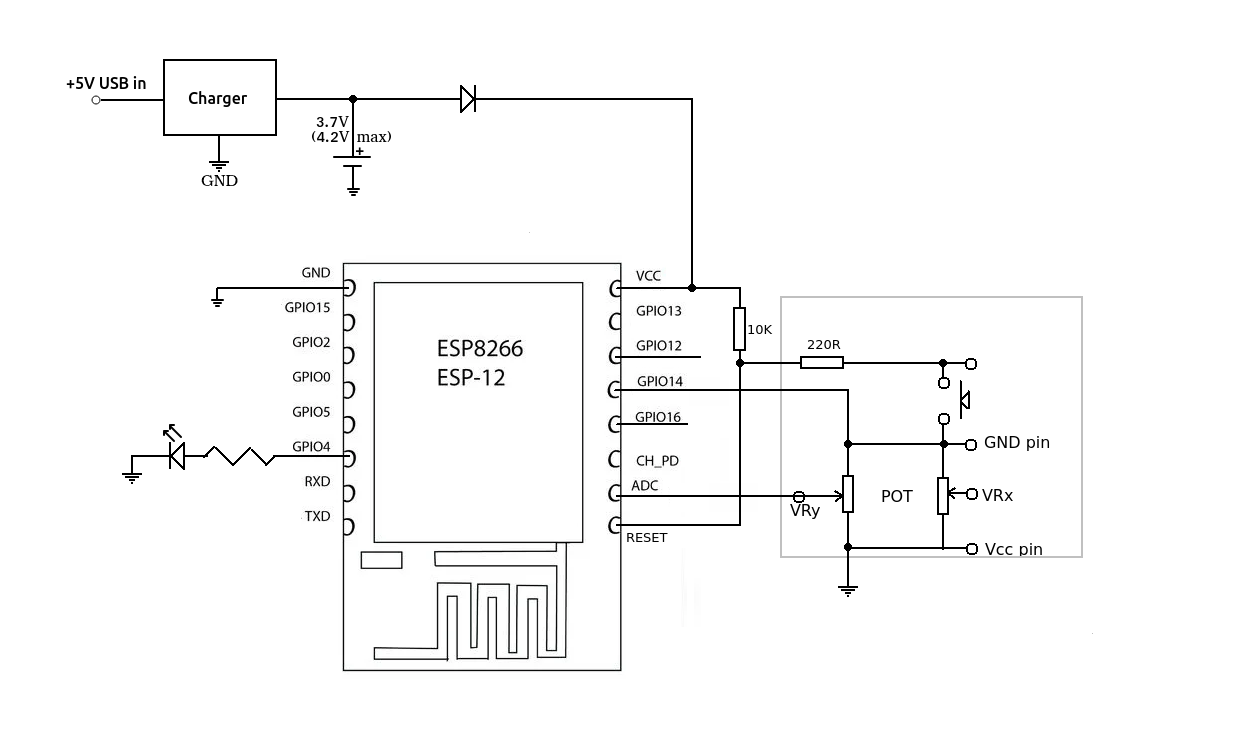 +5V USB in
Charger
3.7V
(4.2V max)
+
GND
GND
GPIO15
GPIO2
GPIO0
GPIO5
GPIO4
RXD
TXD
ESP8266
ESP-12
VCC
GPIO13
GPIO12
GPIO14
GPIO16
CH_PD
ADC
RESET
10K
220R
GND pin
POT
VRx
VRy
Vcc pin